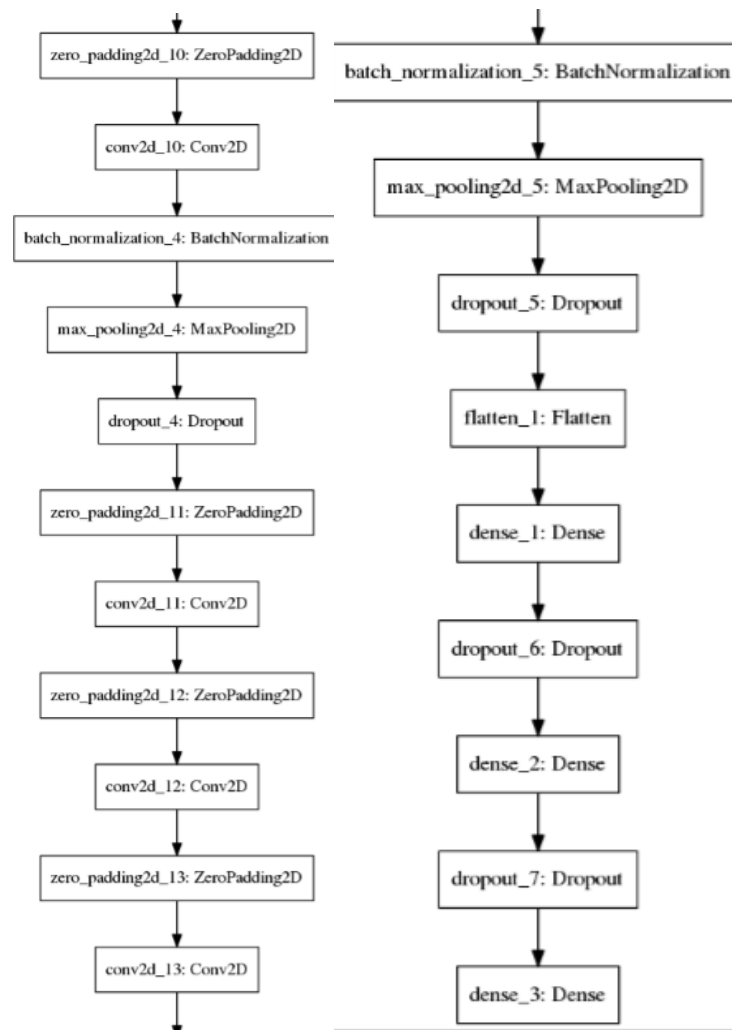 zero_padding2d_10: ZeroPadding2D
conv2d_10: Conv2D
batch_normalization_4: BatchNormalization
max_pooling2d_4: MaxPooling2D
dropout_4: Dropout
zero_padding2d_11: ZeroPadding2D
conv2d_11: Conv2D
zero_padding2d_12: ZeroPadding2D
conv2d_12: Conv2D
zero_padding2d_13: ZeroPadding2D
conv2d_13: Conv2D
batch_normalization_5: BatchNormalization
max_pooling2d_5: MaxPooling2D
dropout_5: Dropout
flatten_1: Flatten
dense_1: Dense
dropout_6: Dropout
dense_2: Dense
dropout_7: Dropout
dense_3: Dense